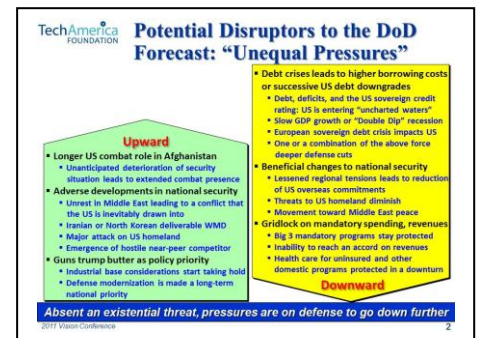 TechAmerica
FOUNDATION
Potential Disruptors to the DoD
Forecast: “Unequal Pressures”
Upward
▪ Longer US combat role in Afghanistan
▪ Unanticipated deterioration of security
situation leads to extended combat presence
▪ Adverse developments in national security
▪ Unrest in Middle East leading to a conflict that
the US is inevitably drawn into
▪ Iranian or North Korean deliverable WMD
▪ Major attack on US homeland
▪ Emergence of hostile near-peer competitor
▪ Guns trump butter as policy priority
▪ Industrial base considerations start taking hold
▪ Defense modernization is made a long-term
national priority
▪ Debt crises leads to higher borrowing costs
or successive US debt downgrades
▪ Debt, deficits, and the US sovereign credit
rating: US is entering “uncharted waters”
▪ Slow GDP growth or “Double Dip” recession
▪ European sovereign debt crisis impacts US
▪ One or a combination of the above force
deeper defense cuts
▪ Beneficial changes to national security
▪ Lessened regional tensions leads to reduction
of US overseas commitments
▪ Threats to US homeland diminish
▪ Movement toward Middle East peace
▪ Gridlock on mandatory spending, revenues
▪ Big 3 mandatory programs stay protected
▪ Inability to reach an accord on revenues
▪ Health care for uninsured and other
domestic programs protected in a downturn
Downward
Absent an existential threat, pressures are on defense to go down further
2011 Vision Conference
2